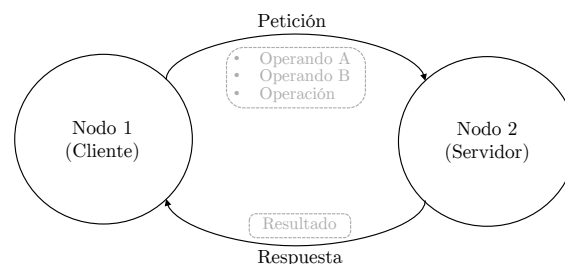 Petición
• Operando A
• Operando B
• Operación
Nodo 1
(Cliente)
Nodo 2
(Servidor)
Resultado
Respuesta